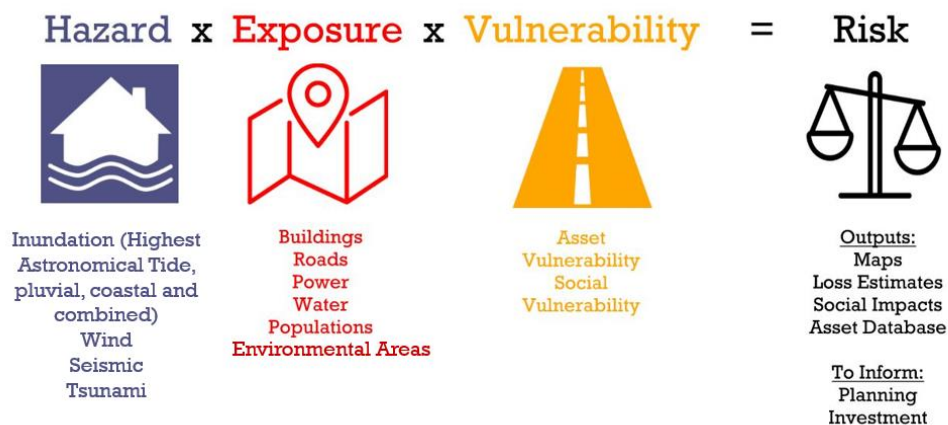 Hazard x Exposure x Vulnerability = Risk
Inundation (Highest
Astronomical Tide,
pluvial, coastal and
combined)
Wind
Seismic
Tsunami
Buildings
Roads
Power
Water
Populations
Environmental Areas
Asset
Vulnerability
Social
Vulnerability
Outputs:
Maps
Loss Estimates
Social Impacts
Asset Database
To Inform:
Planning
Investment